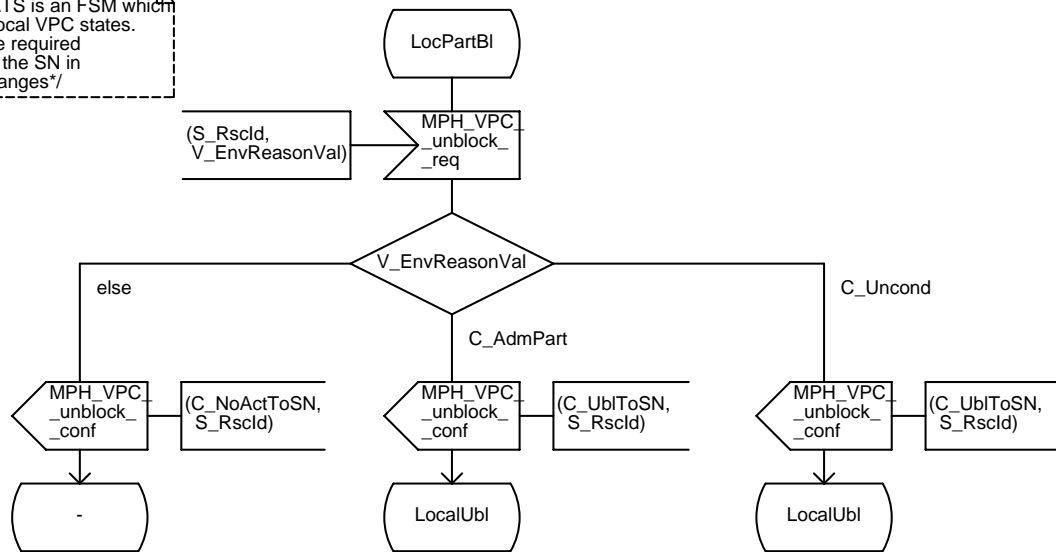 ATS is an FSM which
ocal VPC states.
e required
the SN in
anges*/
LocPartBl
(S_RscId,
V_EnvReasonVal)
MPH_VPC_
_unblock_
_req
V_EnvReasonVal
else
C_AdmPart
C_Uncond
MPH_VPC_
_unblock_
_conf
(C_NoActToSN,
S_RscId)
MPH_VPC_
_unblock_
_conf
(C_UblToSN,
S_RscId)
MPH_VPC_
_unblock_
_conf
(C_UblToSN,
S_RscId)
-
LocalUbl
LocalUbl